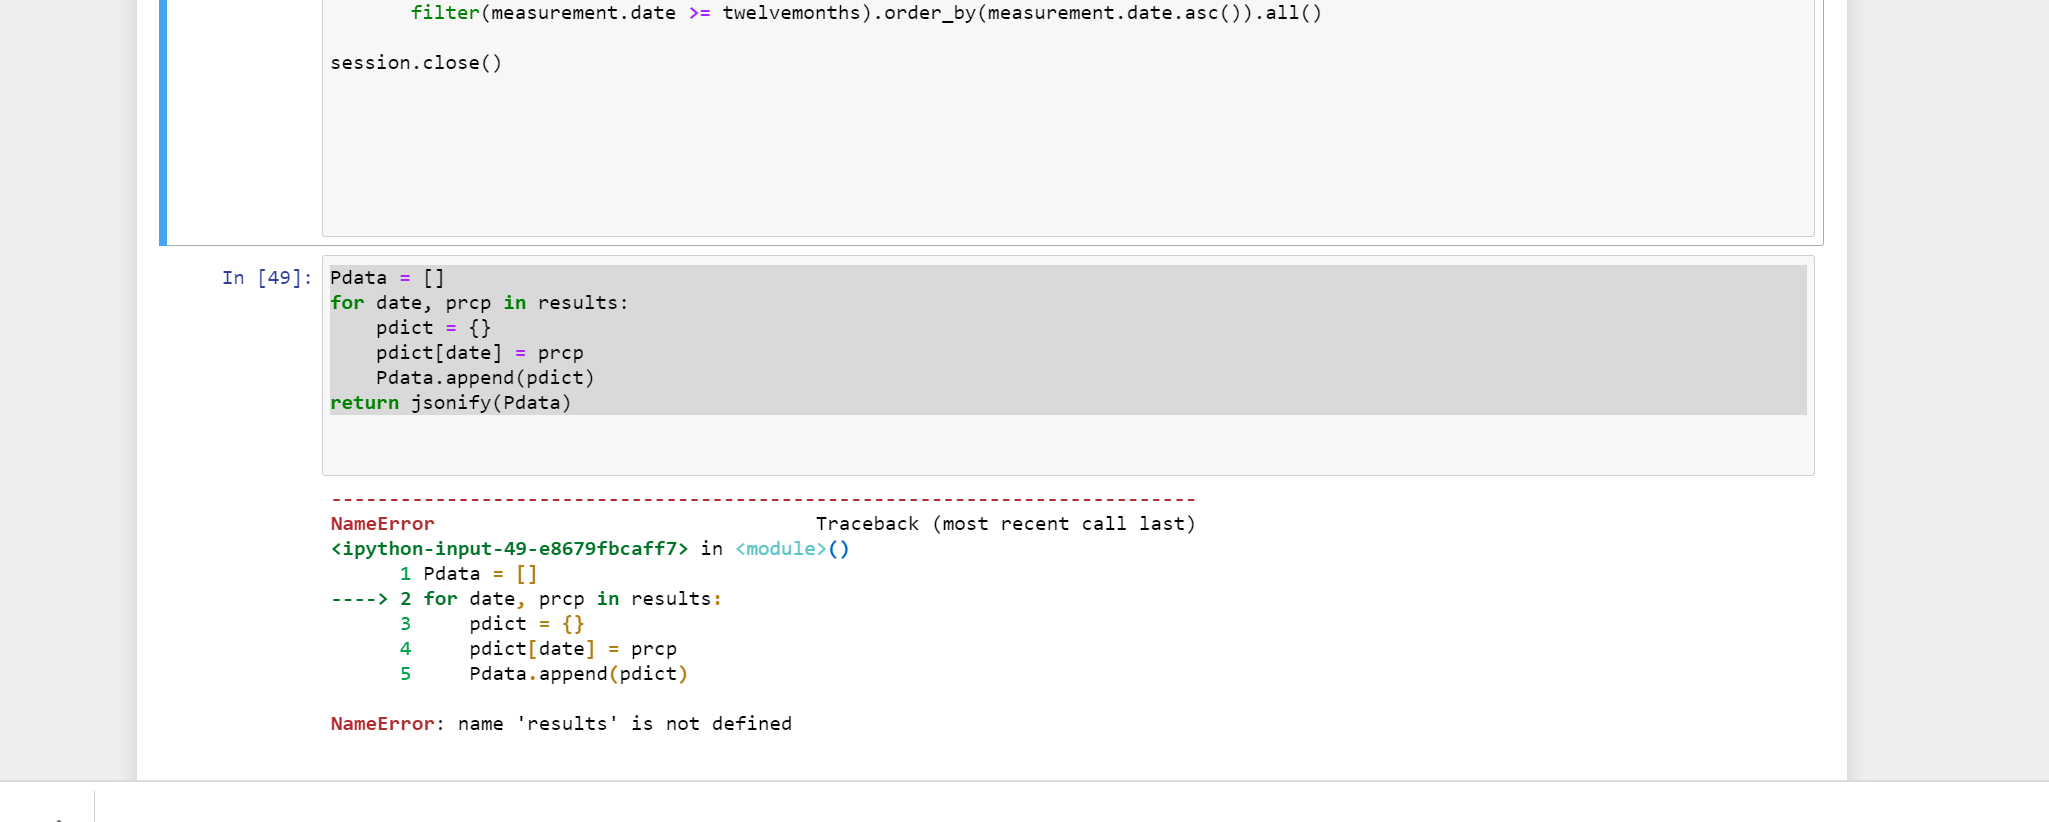 filter(measurement.date >= twelvemonths).order_by(measurement.date.asc()).all()
session.close()
In [49]:
Pdata = []
for date, prcp in results:
    pdict = {}
    pdict[date] = prcp
    Pdata.append(pdict)
return jsonify(Pdata)
---------------------------------------------------------------------------
NameError                                 Traceback (most recent call last)
<ipython-input-49-e8679fbcaff7> in <module>()
      1 Pdata = []
----> 2 for date, prcp in results:
      3     pdict = {}
      4     pdict[date] = prcp
      5     Pdata.append(pdict)
NameError: name 'results' is not defined